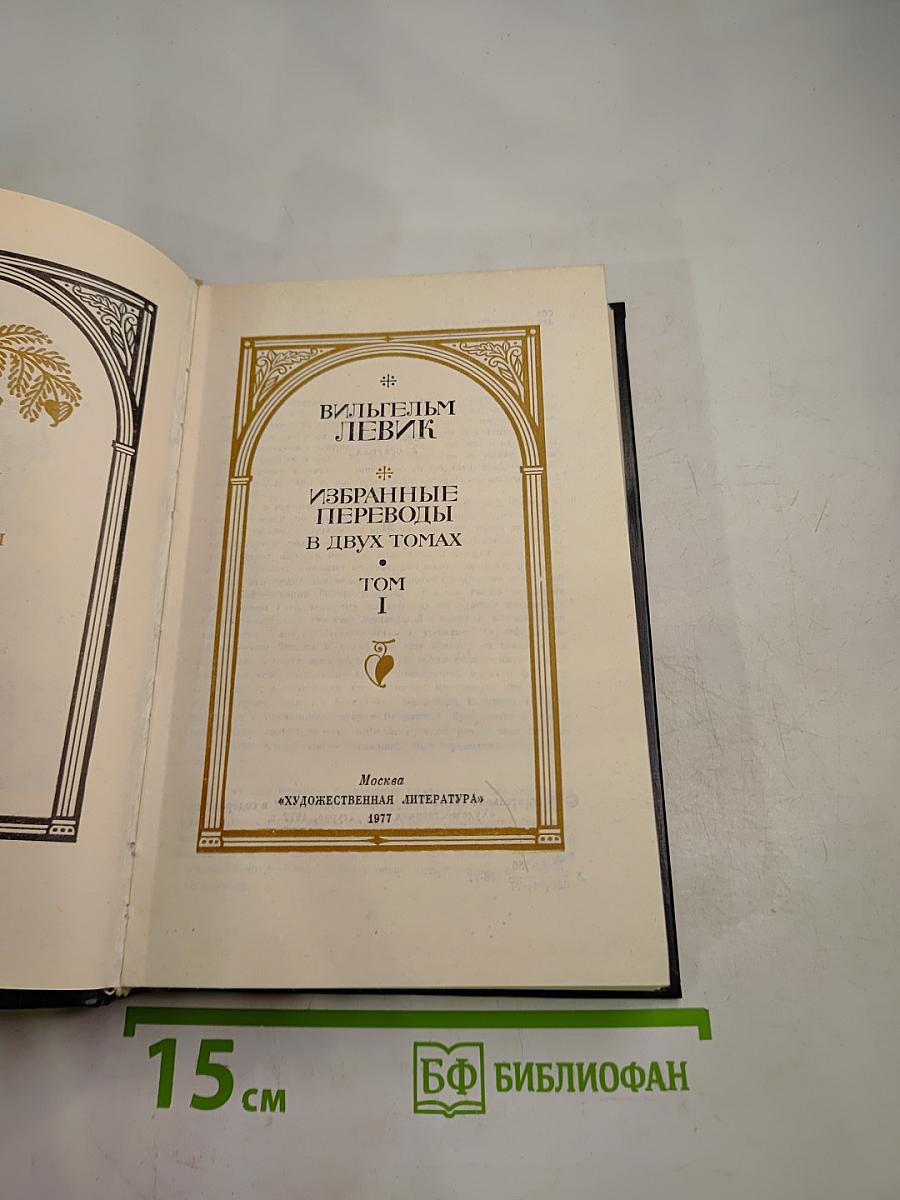 ВИЛЬГЕЛЬМ
ЛЕВИК
ИЗБРАННЫЕ
ПЕРЕВОДЫ
В ДВУХ ТОМАХ
ТОМ
I
Москва
«ХУДОЖЕСТВЕННАЯ ЛИТЕРАТУРА»
1977
15 см
БФ БИБЛИОФАН